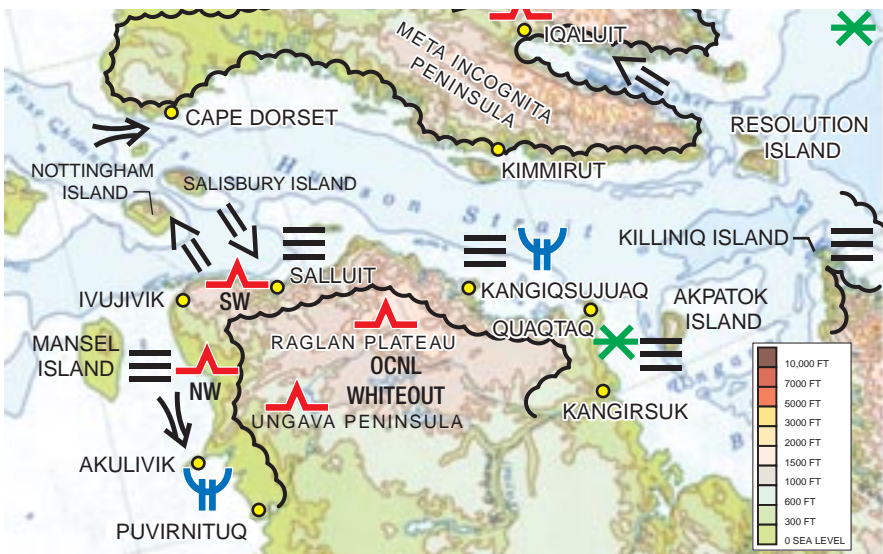 IQALUIT
META INCOGNITA
PENINSULA
CAPE DORSET
RESOLUTION
ISLAND
KIMMIRUT
NOTTINGHAM
ISLAND
SALISBURY ISLAND
Hudson Strait
KILLINIQ ISLAND
SALLUIT
IVUJIVIK
SW
KANGIQSUJUAQ
AKPATOK
ISLAND
QUAQTAQ
MANSEL
ISLAND
RAGLAN PLATEAU
OCNL
WHITEOUT
NW
UNGAVA PENINSULA
KANGIRSUK
AKULIVIK
PUVIRNITUQ
10,000 FT
7000 FT
5000 FT
3000 FT
2000 FT
1500 FT
1000 FT
600 FT
300 FT
0 SEA LEVEL